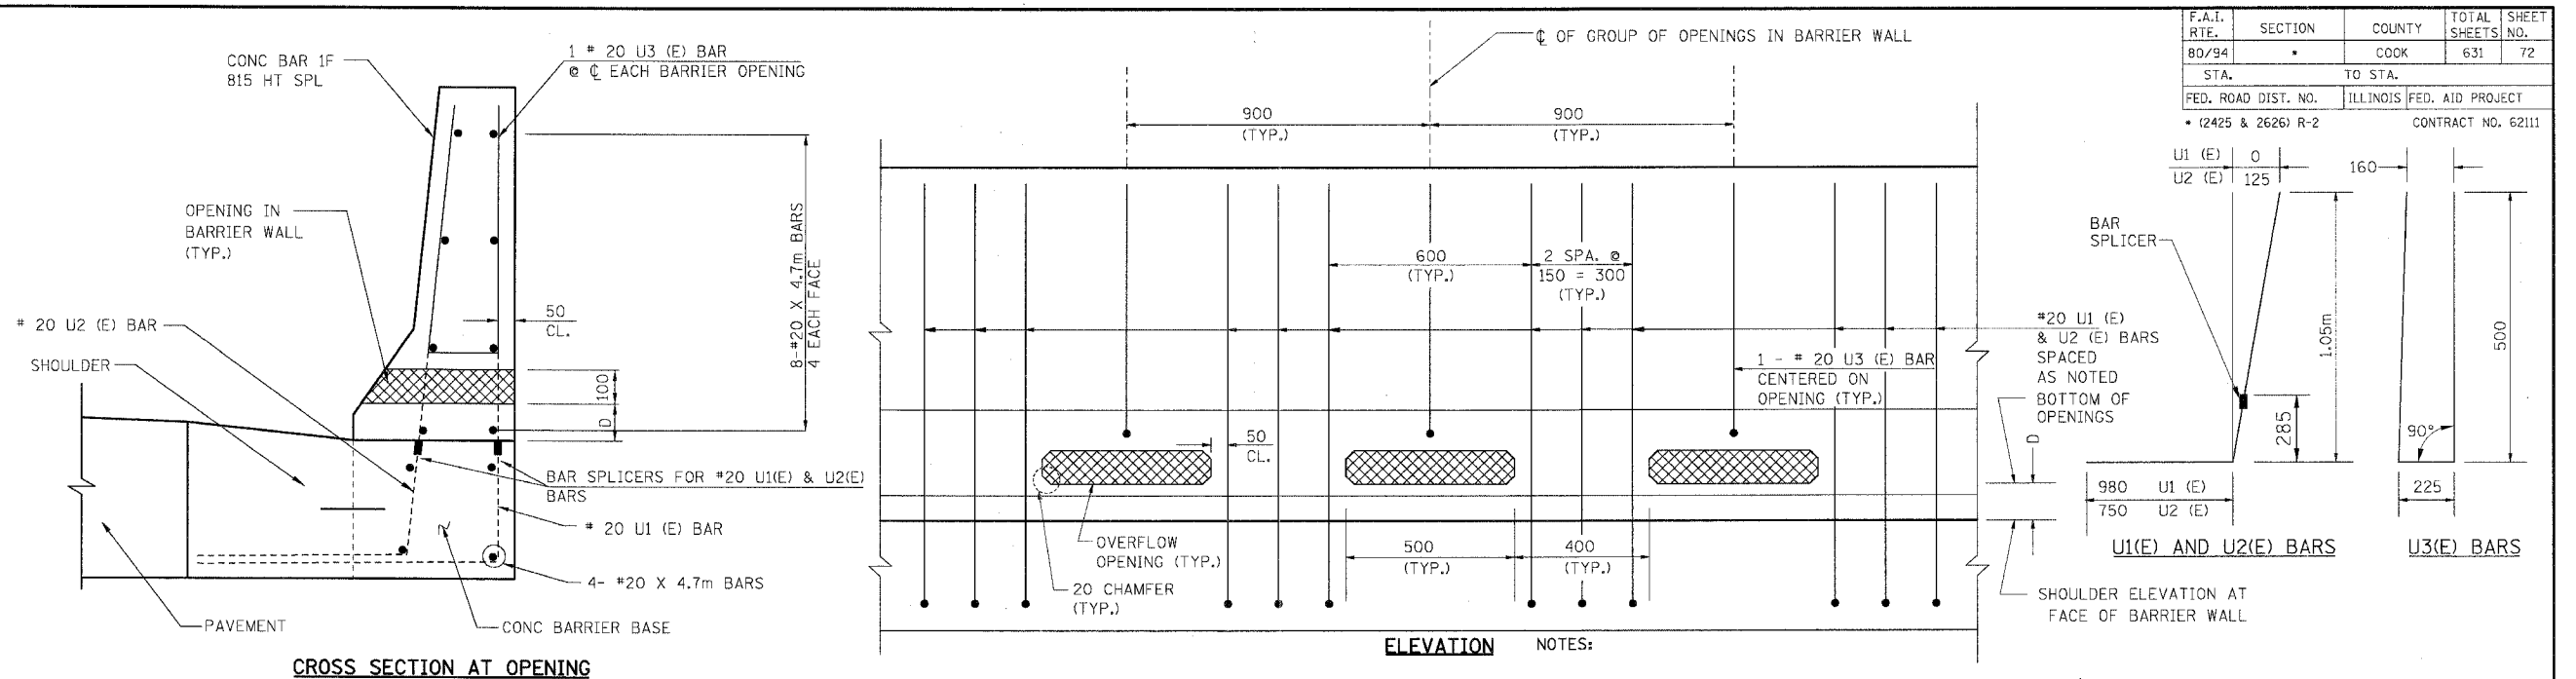 CONC BAR 1F
815 HT SPL
1 # 20 U3 (E) BAR
@ ℄ EACH BARRIER OPENING
OPENING IN
BARRIER WALL
(TYP.)
# 20 U2 (E) BAR
SHOULDER
50
CL.
8-#20 X 4.7m BARS
4 EACH FACE
100
D
BAR SPLICERS FOR #20 U1(E) & U2(E)
BARS
# 20 U1 (E) BAR
4- #20 X 4.7m BARS
PAVEMENT
CONC BARRIER BASE
CROSS SECTION AT OPENING
℄ OF GROUP OF OPENINGS IN BARRIER WALL
900
(TYP.)
900
(TYP.)
600
(TYP.)
2 SPA. @
150 = 300
(TYP.)
1 - # 20 U3 (E) BAR
CENTERED ON
OPENING (TYP.)
50
CL.
OVERFLOW
OPENING (TYP.)
20 CHAMFER
(TYP.)
500
(TYP.)
400
(TYP.)
ELEVATION
NOTES:
#20 U1 (E)
& U2 (E) BARS
SPACED
AS NOTED
BOTTOM OF
OPENINGS
D
SHOULDER ELEVATION AT
FACE OF BARRIER WALL
F.A.I. RTE. SECTION COUNTY TOTAL SHEETS SHEET NO.
80/94 * COOK 631 72
STA. TO STA.
FED. ROAD DIST. NO. ILLINOIS FED. AID PROJECT
* (2425 & 2626) R-2 CONTRACT NO. 62111
U1 (E) 0
U2 (E) 125
BAR
SPLICER
1.05m
285
980 U1 (E)
750 U2 (E)
U1(E) AND U2(E) BARS
160
500
90°
225
U3(E) BARS